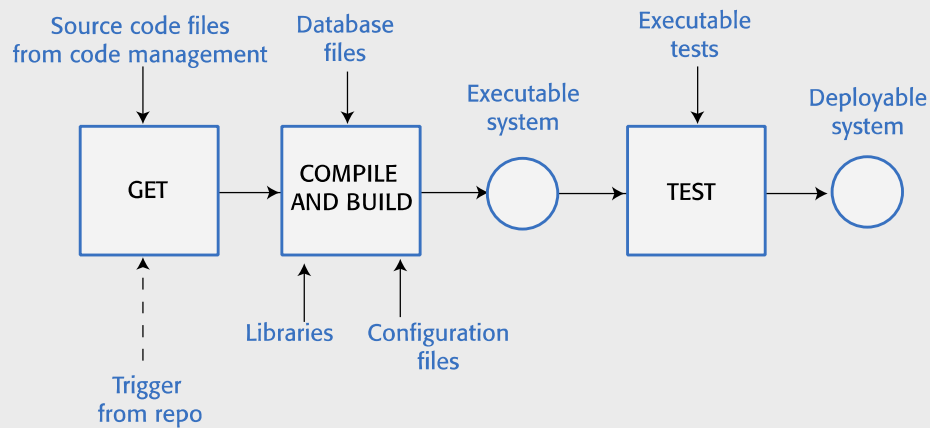 Source code files
from code management
Database
files
Executable
tests
Executable
system
Deployable
system
GET
COMPILE
AND BUILD
TEST
Libraries
Configuration
files
Trigger
from repo